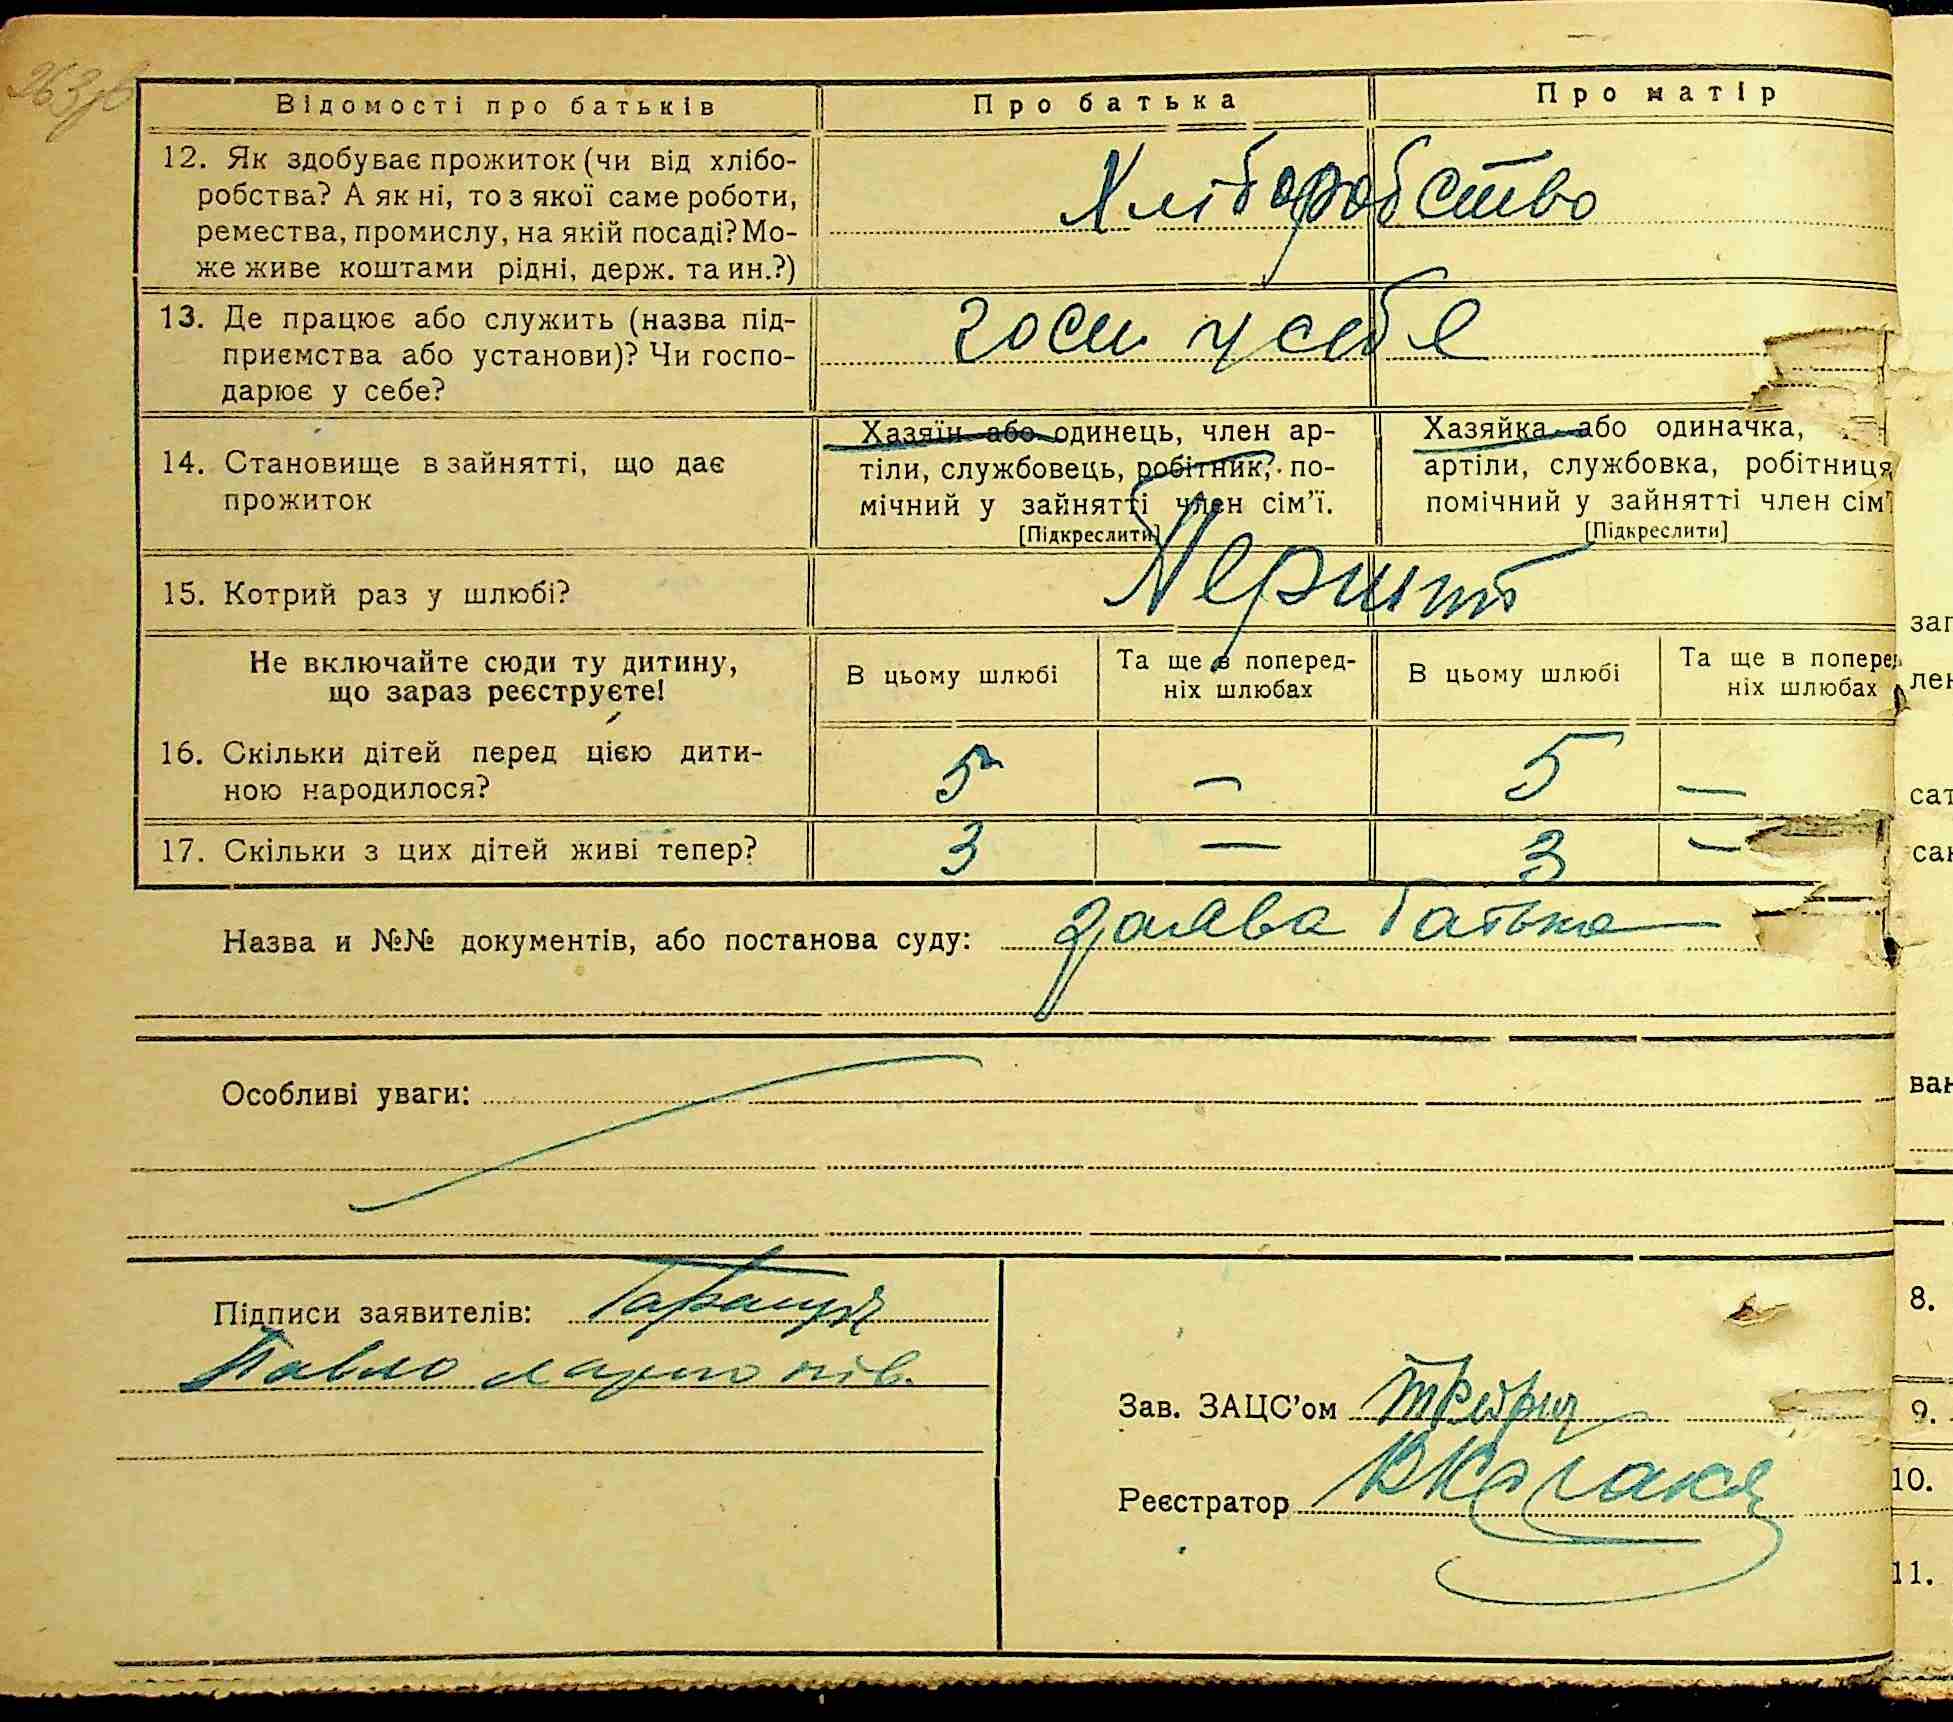 263зв
Відомості про батьків
Про батька
Про матір
12. Як здобуває прожиток (чи від хлібо-
робства? А як ні, то з якої саме роботи,
ремества, промислу, на якій посаді? Мо-
же живе коштами рідні, держ. та ин.?)
Хліборобство
13. Де працює або служить (назва під-
приємства або установи)? Чи госпо-
дарює у себе?
госп у себе
14. Становище в зайнятті, що дає
прожиток
Хазяїн або одинець, член ар-
тіли, службовець, робітник, по-
мічний у зайнятті член сім'ї.
[Підкреслити]
Хазяйка або одиначка,
артіли, службовка, робітниця
помічний у зайнятті член сім'
[Підкреслити]
15. Котрий раз у шлюбі?
Не включайте сюди ту дитину,
що зараз реєструєте!
В цьому шлюбі
Та ще в поперед-
ніх шлюбах
В цьому шлюбі
Та ще в попере
ніх шлюбах
16. Скільки дітей перед цією дити-
ною народилося?
5 — 5 —
17. Скільки з цих дітей живі тепер?
3 — 3 —
Назва и №№ документів, або постанова суду: заява батька
Особливі уваги:
Підписи заявителів:
Павло
Зав. ЗАЦС'ом
Реєстратор
заг
лен
сат
сан
ван
8.
9.
10.
11.